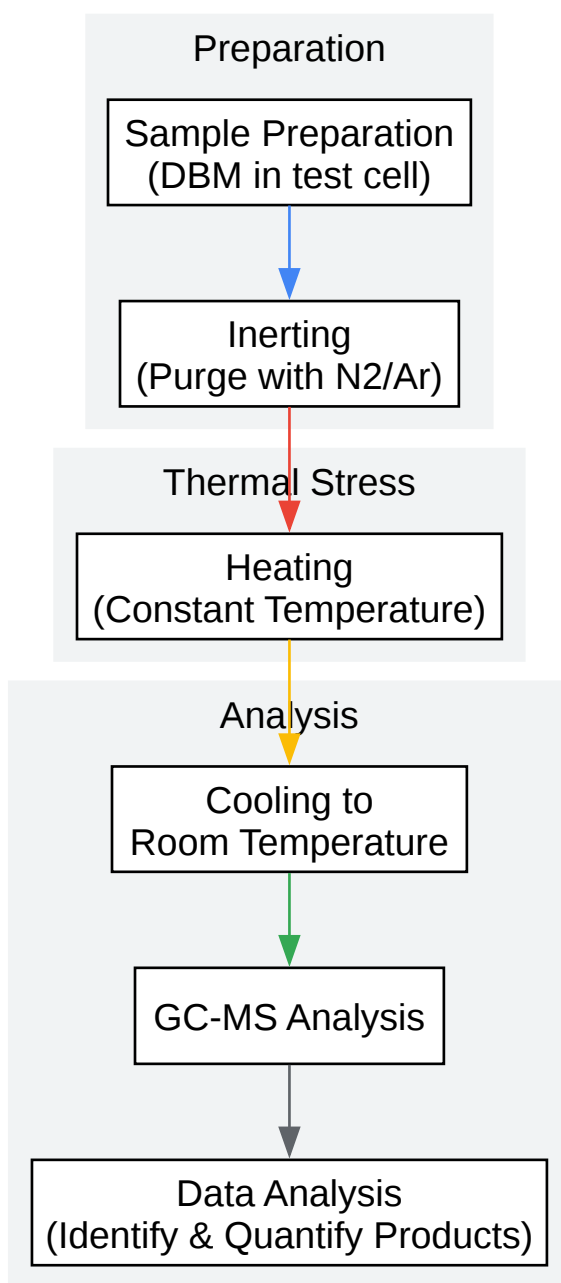 Preparation
Sample Preparation
(DBM in test cell)
Inerting
(Purge with N2/Ar)
Thermal Stress
Heating
(Constant Temperature)
Analysis
Cooling to
Room Temperature
GC-MS Analysis
Data Analysis
(Identify & Quantify Products)